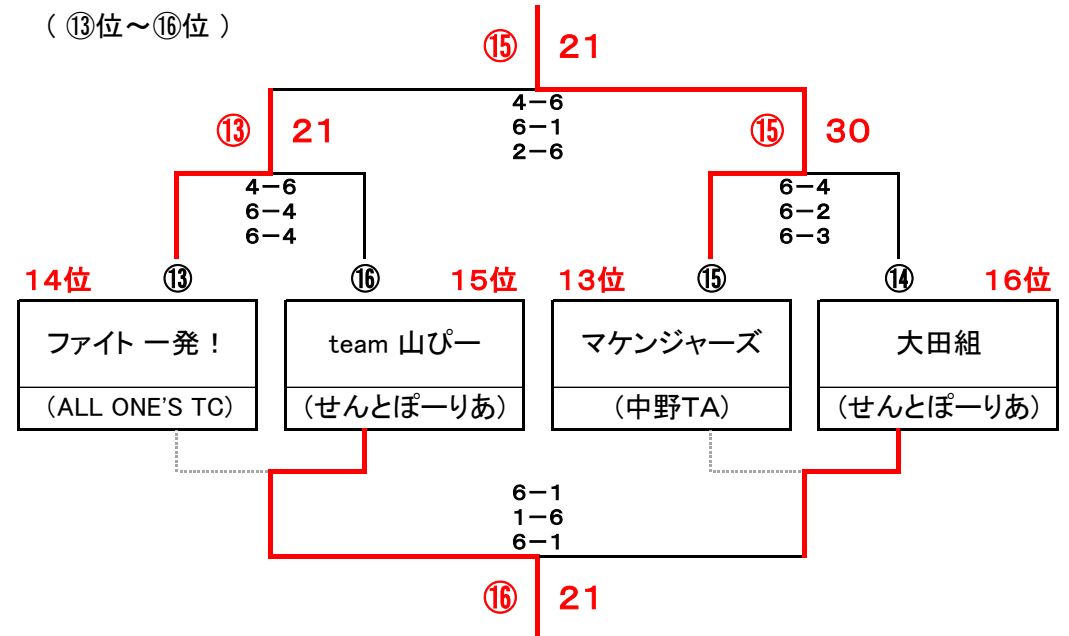 （ ⑬位～⑯位 ）
⑮ ２１
４－６
６－１
２－６
⑬ ２１
⑮ ３０
４－６
６－４
６－４
６－４
６－２
６－３
１４位 ⑬
⑯ １５位
１３位 ⑮
⑭ １６位
ファイト 一発！
team 山ぴー
マケンジャーズ
大田組
（ALL ONE'S TC）
（せんとぽーりあ）
（中野ＴＡ）
（せんとぽーりあ）
６－１
１－６
６－１
⑯ ２１